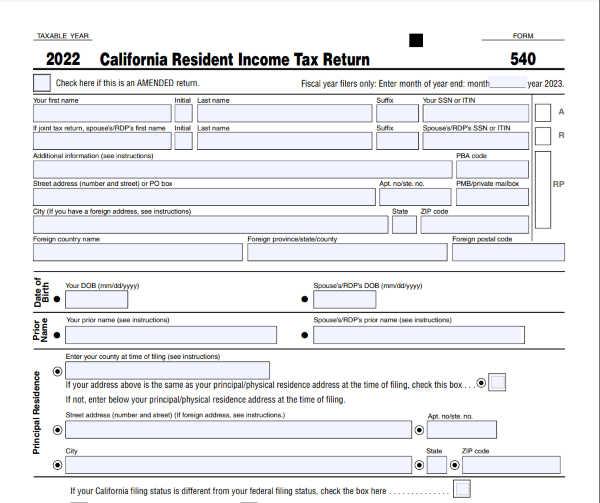 TAXABLE YEAR FORM
2022 California Resident Income Tax Return 540
Check here if this is an AMENDED return. Fiscal year filers only: Enter month of year end: month________ year 2023.
Your first name Initial Last name Suffix Your SSN or ITIN
A
If joint tax return, spouse's/RDP's first name Initial Last name Suffix Spouse's/RDP's SSN or ITIN
R
Additional information (see instructions) PBA code
Street address (number and street) or PO box Apt. no/ste. no. PMB/private mailbox
RP
City (If you have a foreign address, see instructions) State ZIP code
Foreign country name Foreign province/state/county Foreign postal code
Date of Birth
Your DOB (mm/dd/yyyy) Spouse's/RDP's DOB (mm/dd/yyyy)
Prior Name
Your prior name (see instructions) Spouse's/RDP's prior name (see instructions)
Principal Residence
Enter your county at time of filing (see instructions)
If your address above is the same as your principal/physical residence address at the time of filing, check this box . . .
If not, enter below your principal/physical residence address at the time of filing.
Street address (number and street) (If foreign address, see instructions.) Apt. no/ste. no.
City State ZIP code
If your California filing status is different from your federal filing status, check the box here . . . . . . . . . . . . . .